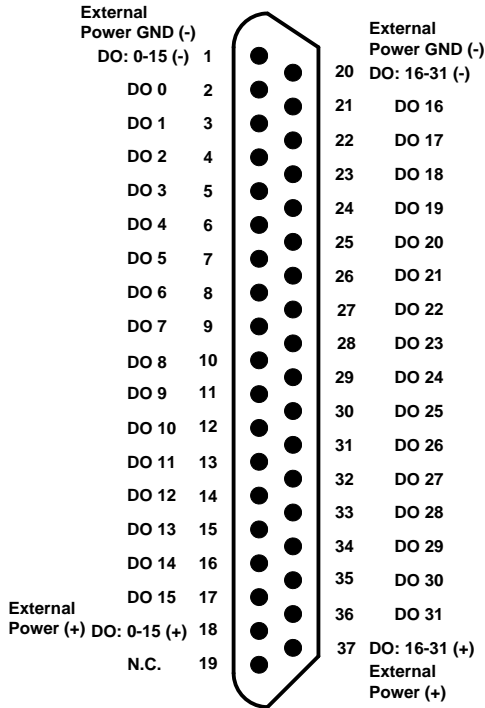 External
Power GND (-)
DO: 0-15 (-) 1
DO 0 2
DO 1 3
DO 2 4
DO 3 5
DO 4 6
DO 5 7
DO 6 8
DO 7 9
DO 8 10
DO 9 11
DO 10 12
DO 11 13
DO 12 14
DO 13 15
DO 14 16
DO 15 17
External
Power (+) DO: 0-15 (+) 18
N.C. 19
External
Power GND (-)
20 DO: 16-31 (-)
21 DO 16
22 DO 17
23 DO 18
24 DO 19
25 DO 20
26 DO 21
27 DO 22
28 DO 23
29 DO 24
30 DO 25
31 DO 26
32 DO 27
33 DO 28
34 DO 29
35 DO 30
36 DO 31
37 DO: 16-31 (+)
External
Power (+)